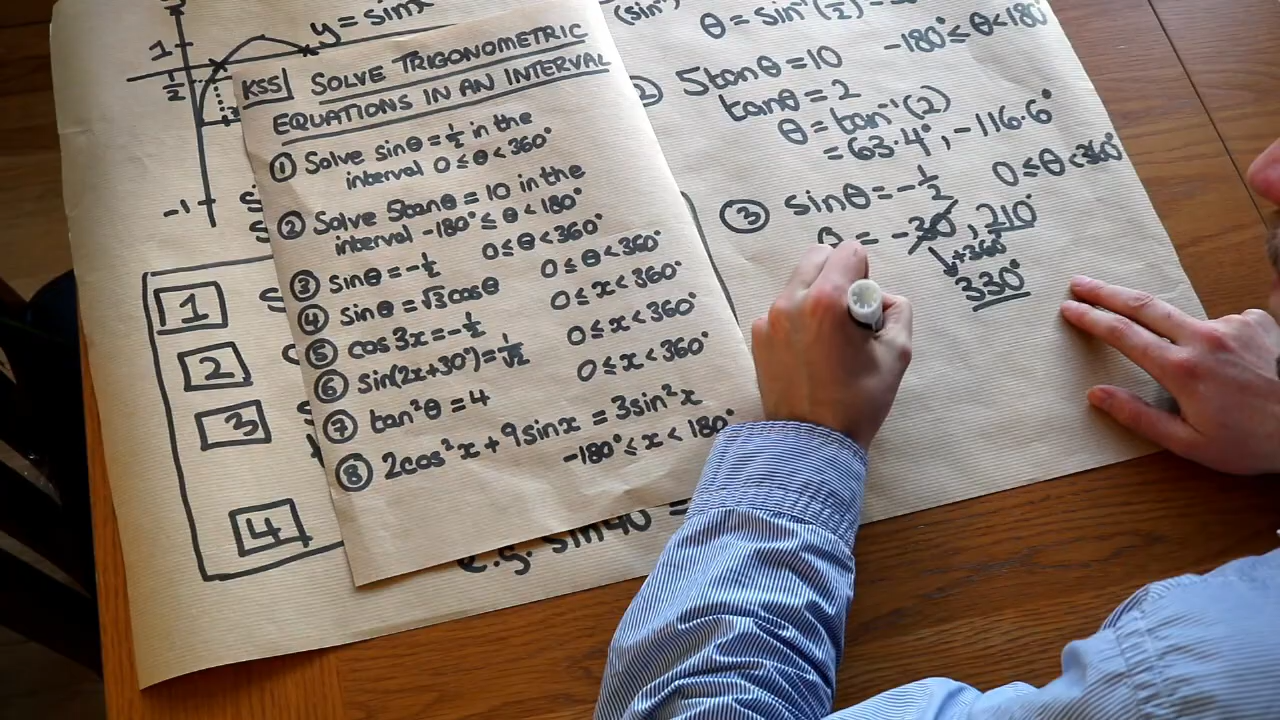 1
1/2
-1
y = sinx
KSS1 SOLVE TRIGONOMETRIC
EQUATIONS IN AN INTERVAL
① Solve sinθ = 1/2 in the
interval 0 ≤ θ < 360°
② Solve 5tanθ = 10 in the
interval -180° ≤ θ < 180°
③ sinθ = -1/2 0 ≤ θ < 360°
④ sinθ = √3cosθ 0 ≤ θ < 360°
⑤ cos3x = -1/2 0 ≤ x < 360°
⑥ sin(2x+30°) = 1/√2 0 ≤ x < 360°
⑦ tan²θ = 4 0 ≤ x < 360°
⑧ 2cos²x + 9sinx = 3sin²x
-180° ≤ x < 180°
1
2
3
4
e.g. sin40 =
(sin⁻¹
θ = sin⁻¹(1/2) =
② 5tanθ = 10 -180° ≤ θ < 180°
tanθ = 2
θ = tan⁻¹(2)
= 63.4°, -116.6°
③ sinθ = -1/2 0 ≤ θ < 360°
θ = -30°, 210°
+360°
330°